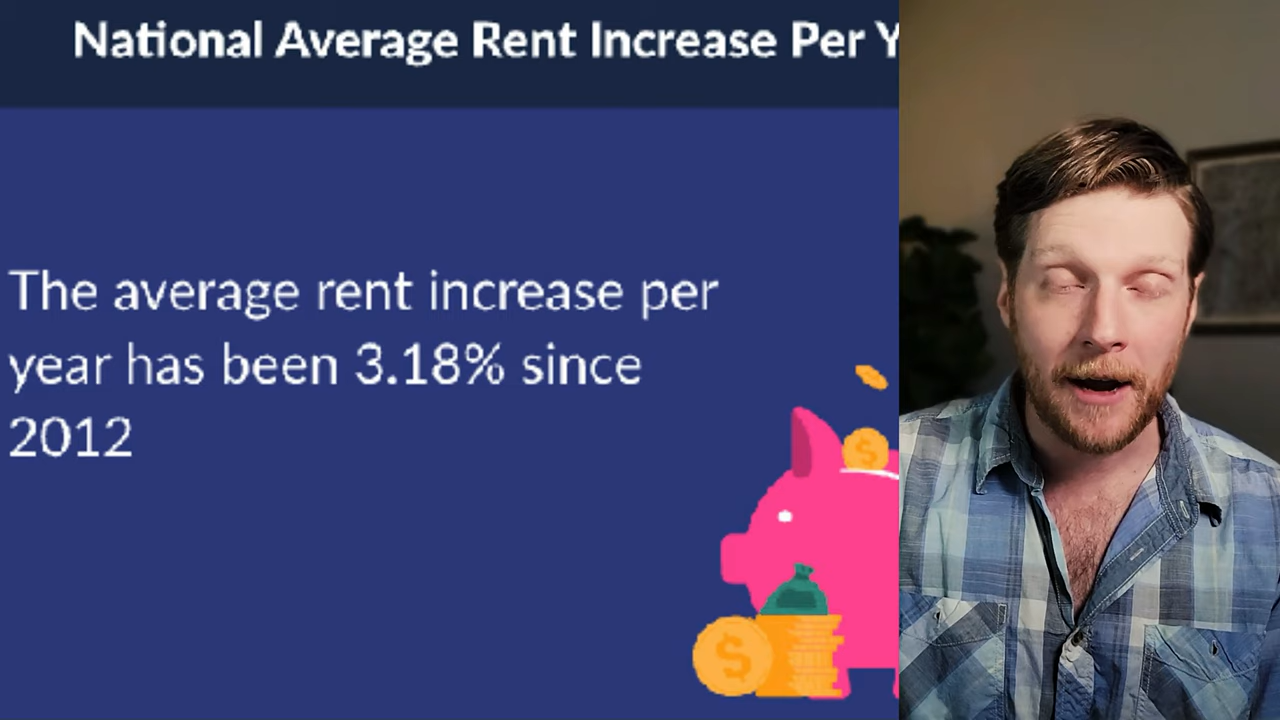 National Average Rent Increase Per Y
The average rent increase per
year has been 3.18% since
2012
$
$